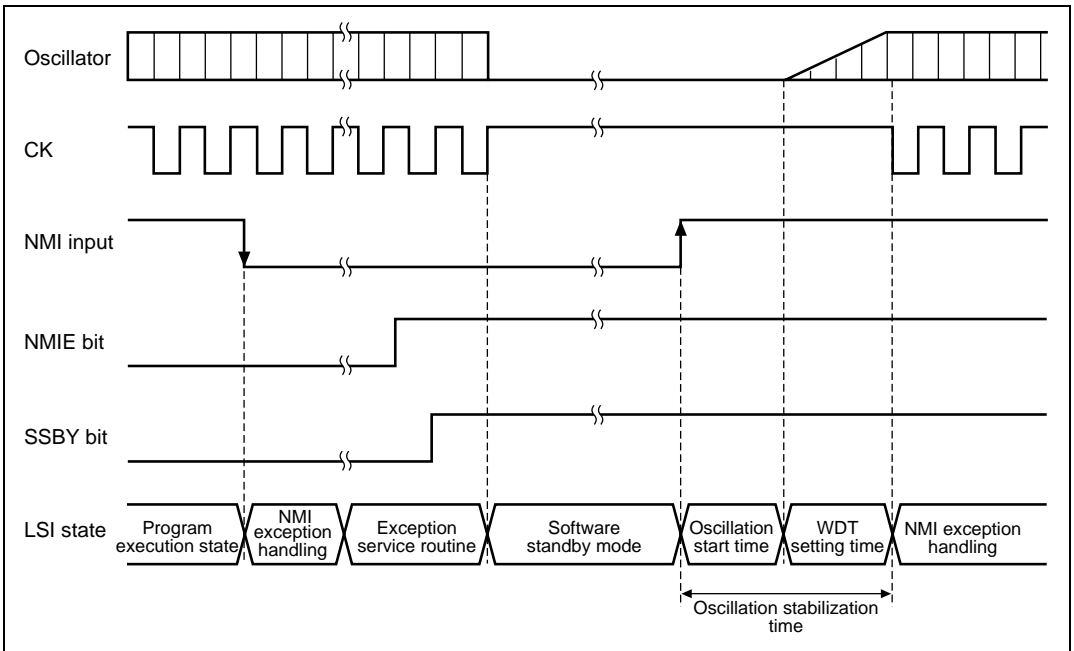 Oscillator
CK
NMI input
NMIE bit
SSBY bit
LSI state
Program
execution state
NMI
exception
handling
Exception
service routine
Software
standby mode
Oscillation
start time
WDT
setting time
NMI exception
handling
Oscillation stabilization
time